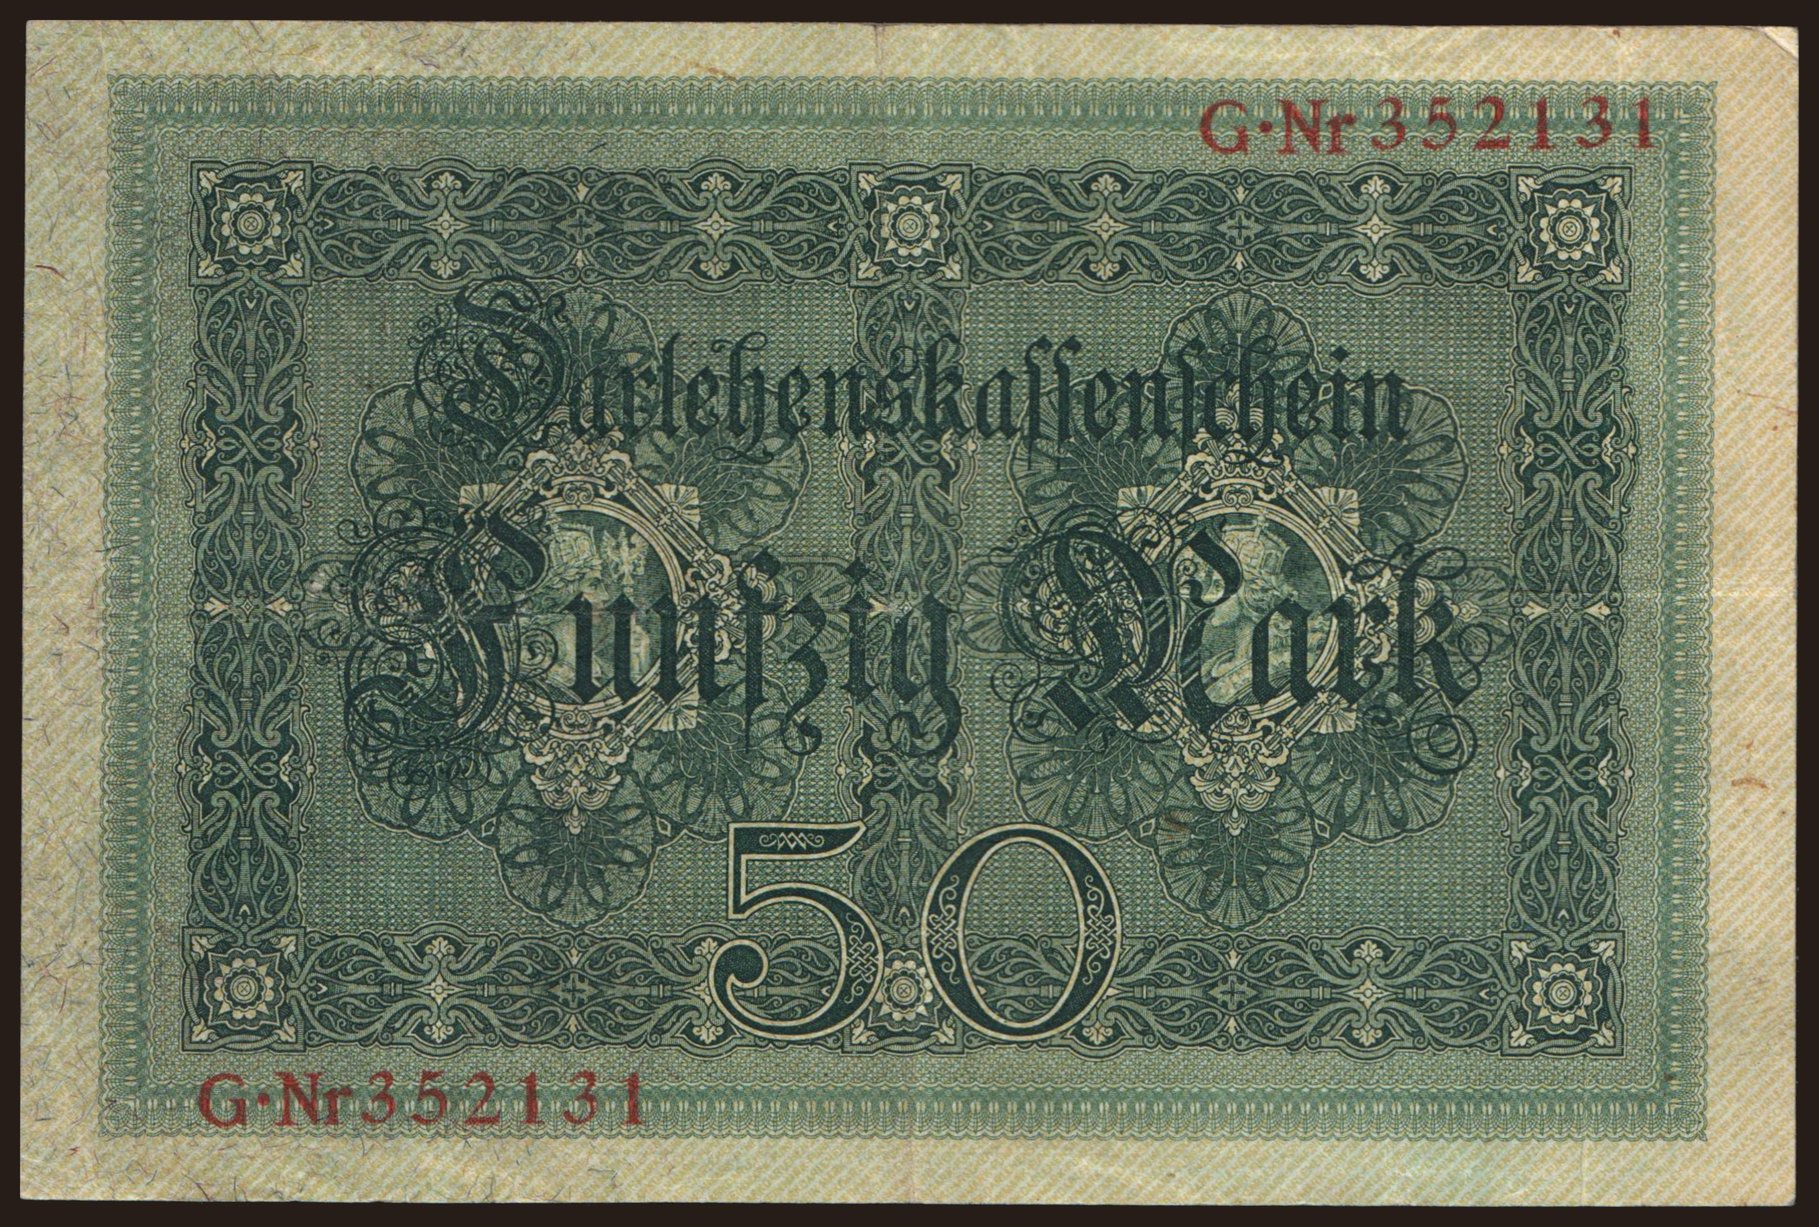 G·Nr 352131
Darlehenskassenschein
Fünfzig Mark
50
G·Nr 352131